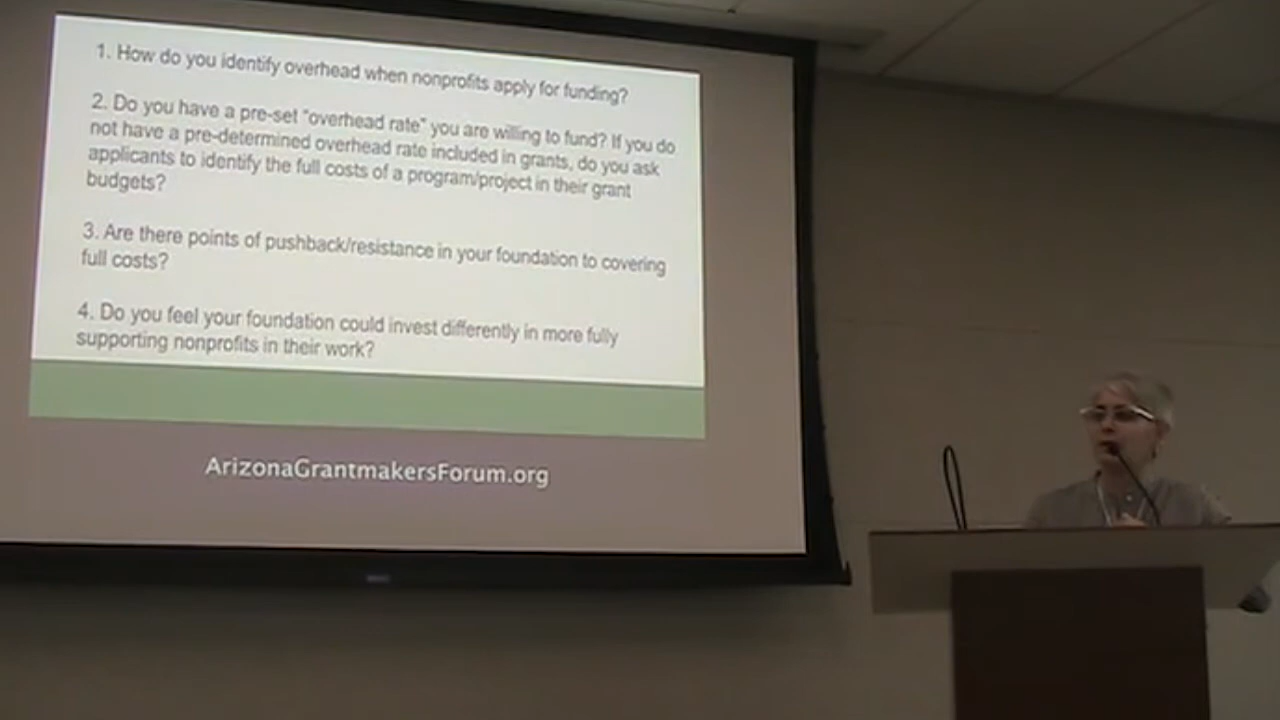 1. How do you identify overhead when nonprofits apply for funding?
2. Do you have a pre-set "overhead rate" you are willing to fund? If you do
not have a pre-determined overhead rate included in grants, do you ask
applicants to identify the full costs of a program/project in their grant
budgets?
3. Are there points of pushback/resistance in your foundation to covering
full costs?
4. Do you feel your foundation could invest differently in more fully
supporting nonprofits in their work?
ArizonaGrantmakersForum.org